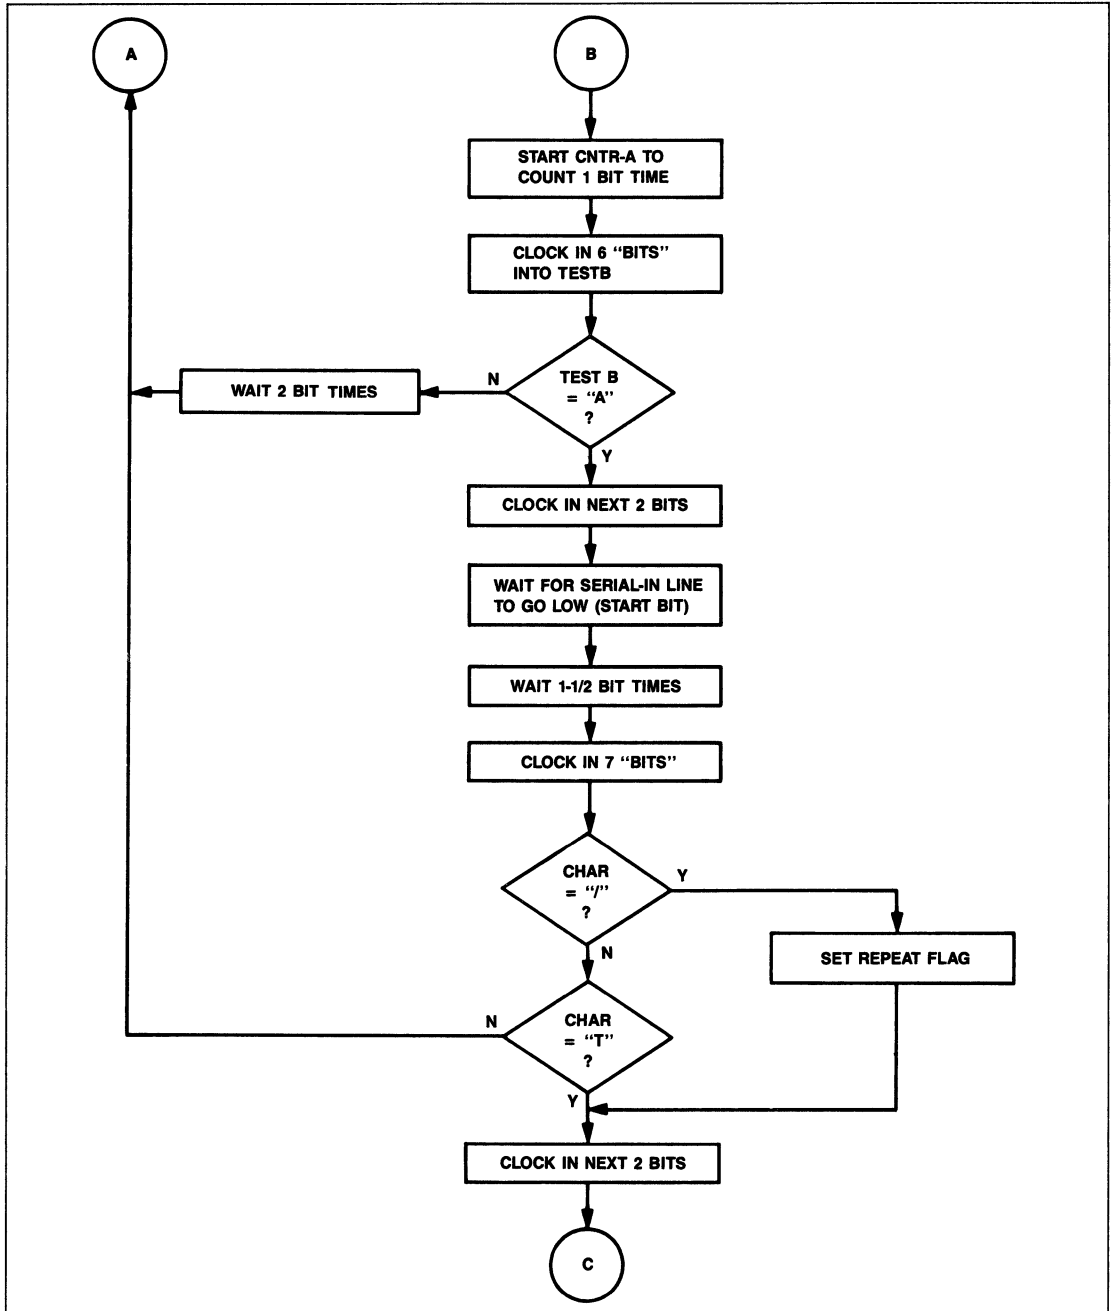 A
B
START CNTR-A TO
COUNT 1 BIT TIME
CLOCK IN 6 “BITS”
INTO TESTB
TEST B
= “A”
?
N
WAIT 2 BIT TIMES
Y
CLOCK IN NEXT 2 BITS
WAIT FOR SERIAL-IN LINE
TO GO LOW (START BIT)
WAIT 1-1/2 BIT TIMES
CLOCK IN 7 “BITS”
CHAR
= “/”
?
Y
SET REPEAT FLAG
N
CHAR
= “T”
?
N
Y
CLOCK IN NEXT 2 BITS
C